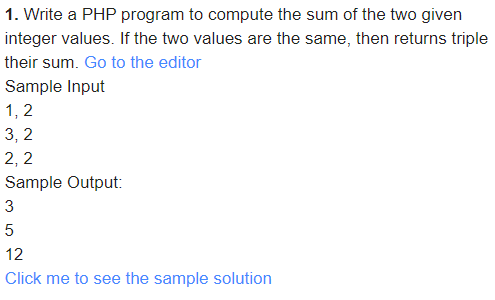 1. Write a PHP program to compute the sum of the two given
integer values. If the two values are the same, then returns triple
their sum. Go to the editor
Sample Input
1, 2
3, 2
2, 2
Sample Output:
3
5
12
Click me to see the sample solution